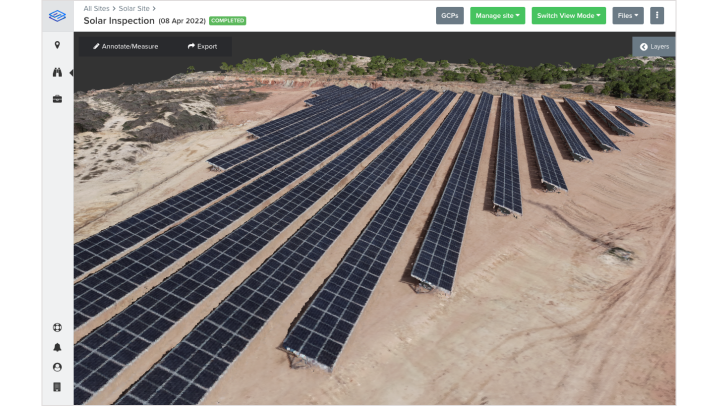 All Sites > Solar Site >
Solar Inspection (08 Apr 2022) COMPLETED
GCPs
Manage site
Switch View Mode
Files
Annotate/Measure
Export
Layers